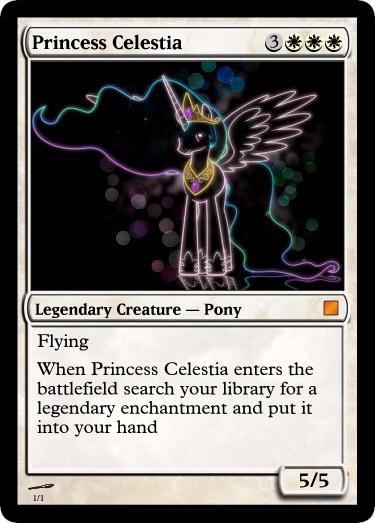 Princess Celestia 3
Legendary Creature — Pony
Flying
When Princess Celestia enters the
battlefield search your library for a
legendary enchantment and put it
into your hand
5/5
1/1